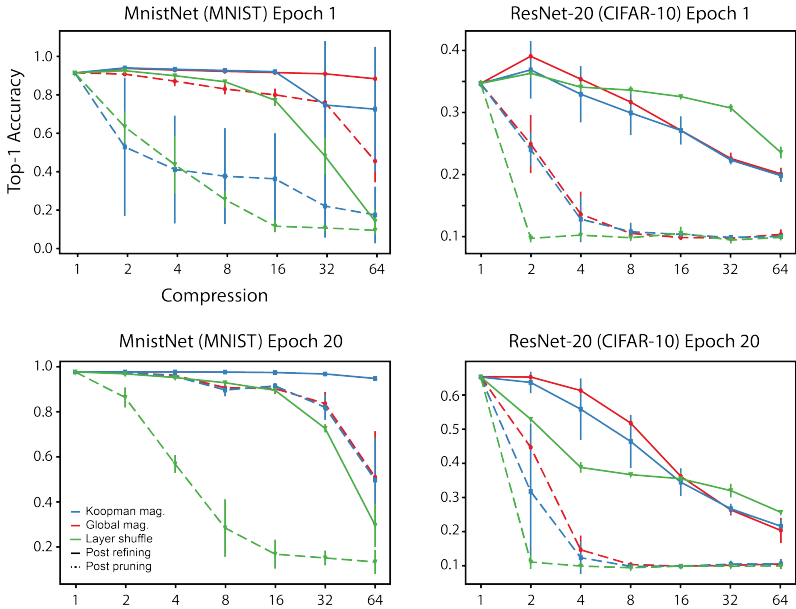 MnistNet (MNIST) Epoch 1
Top-1 Accuracy
1.0
0.8
0.6
0.4
0.2
0.0
1 2 4 8 16 32 64
Compression
ResNet-20 (CIFAR-10) Epoch 1
0.4
0.3
0.2
0.1
1 2 4 8 16 32 64
MnistNet (MNIST) Epoch 20
1.0
0.8
0.6
0.4
0.2
Koopman mag.
Global mag.
Layer shuffle
Post refining
Post pruning
1 2 4 8 16 32 64
ResNet-20 (CIFAR-10) Epoch 20
0.6
0.5
0.4
0.3
0.2
0.1
1 2 4 8 16 32 64